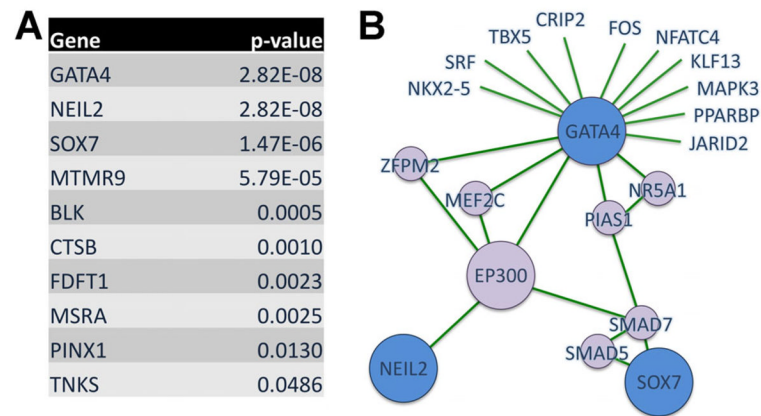 A
Gene p-value
GATA4 2.82E-08
NEIL2 2.82E-08
SOX7 1.47E-06
MTMR9 5.79E-05
BLK 0.0005
CTSB 0.0010
FDFT1 0.0023
MSRA 0.0025
PINX1 0.0130
TNKS 0.0486
B
CRIP2
TBX5
FOS
NFATC4
SRF
KLF13
NKX2-5
MAPK3
PPARBP
GATA4
JARID2
ZFPM2
MEF2C
NR5A1
PIAS1
EP300
SMAD7
SMAD5
NEIL2
SOX7